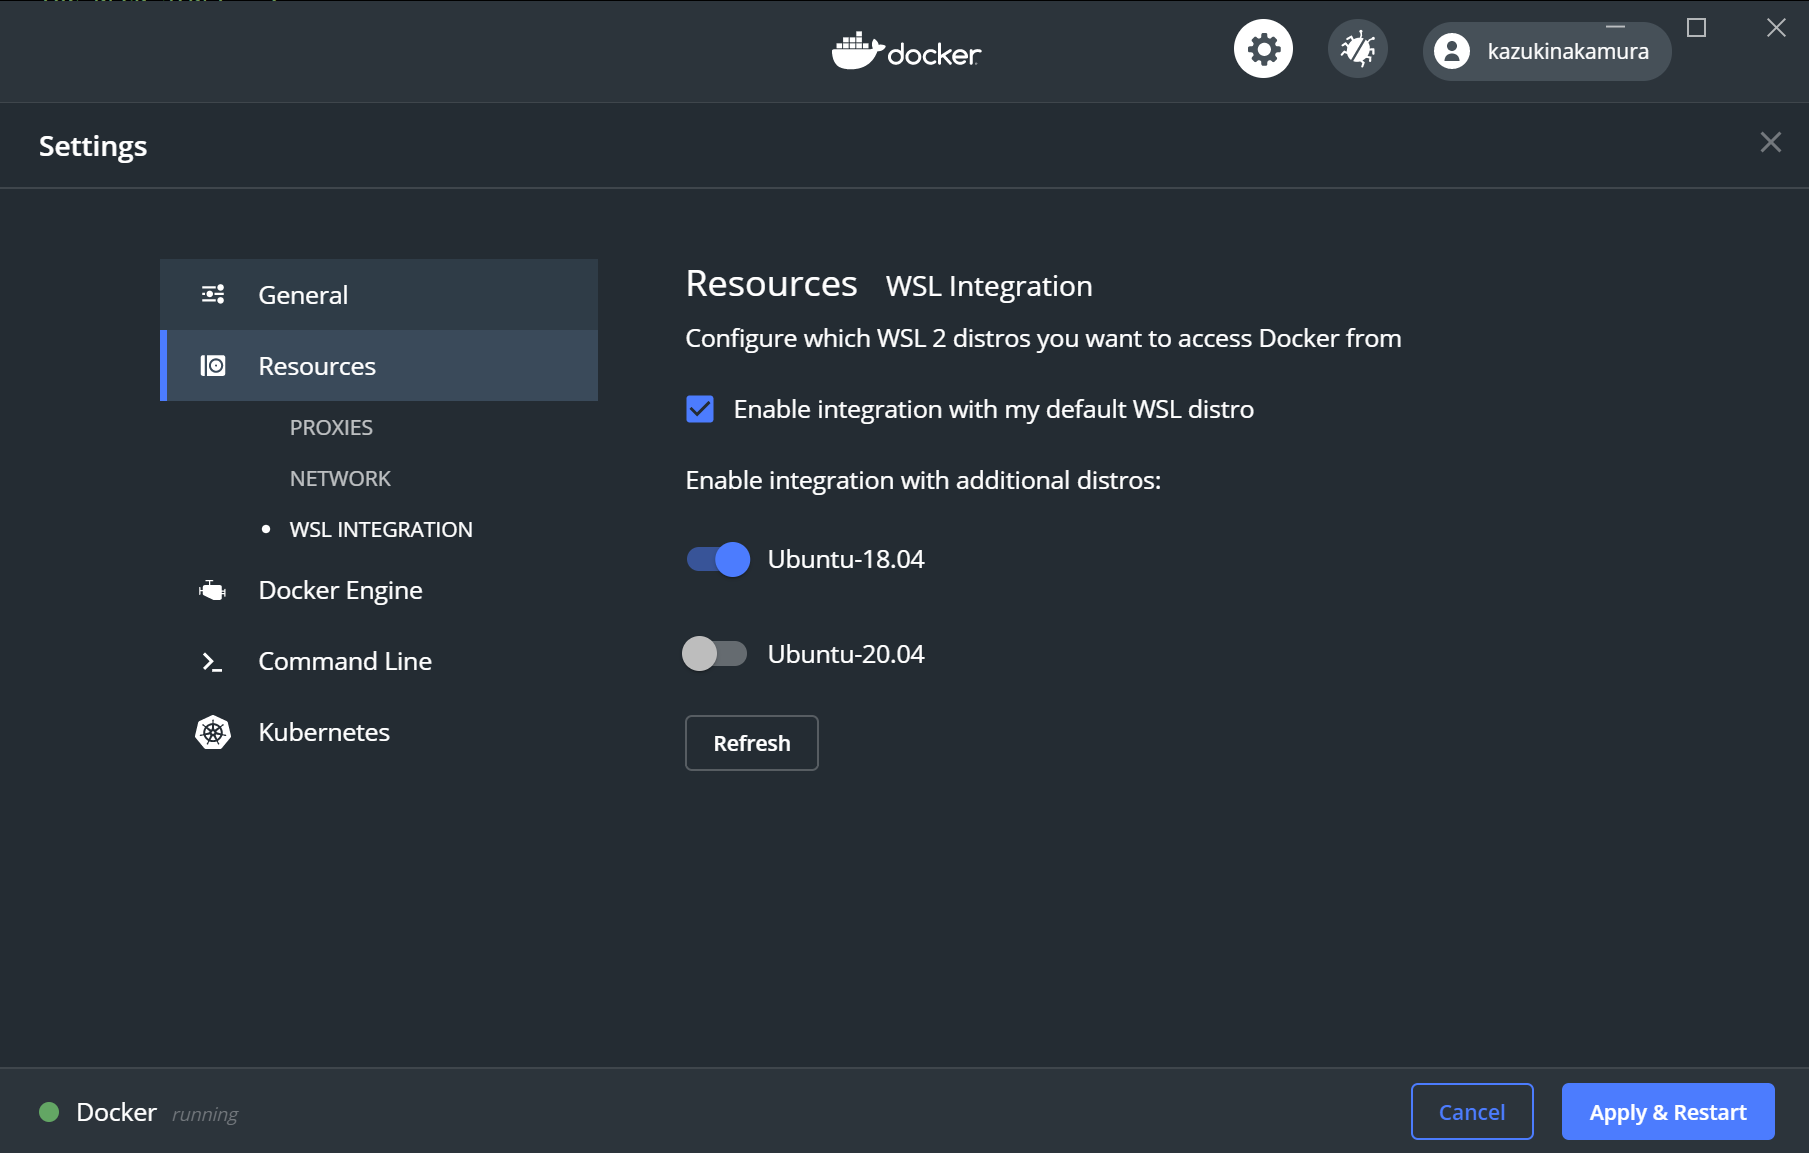 docker
kazukinakamura
Settings
General
Resources
PROXIES
NETWORK
WSL INTEGRATION
Docker Engine
Command Line
Kubernetes
Resources WSL Integration
Configure which WSL 2 distros you want to access Docker from
Enable integration with my default WSL distro
Enable integration with additional distros:
Ubuntu-18.04
Ubuntu-20.04
Refresh
Docker running
Cancel
Apply & Restart